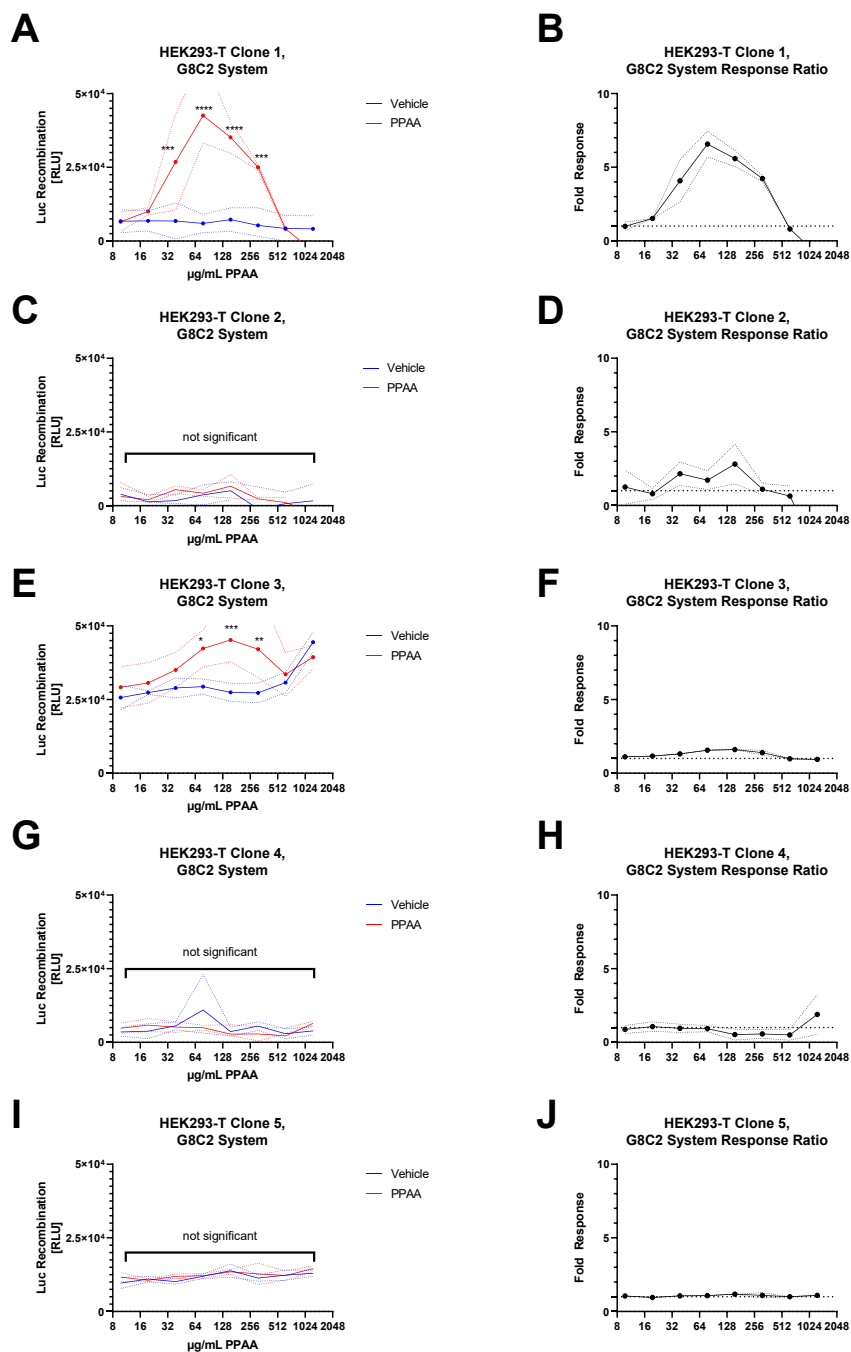 A
HEK293-T Clone 1,
G8C2 System
Luc Recombination
[RLU]
5×10⁴
2.5×10⁴
0
***
****
****
***
8 16 32 64 128 256 512 1024 2048
µg/mL PPAA
Vehicle
PPAA
B
HEK293-T Clone 1,
G8C2 System Response Ratio
Fold Response
10
5
0
8 16 32 64 128 256 512 1024 2048
C
HEK293-T Clone 2,
G8C2 System
Luc Recombination
[RLU]
5×10⁴
2.5×10⁴
0
not significant
8 16 32 64 128 256 512 1024 2048
µg/mL PPAA
Vehicle
PPAA
D
HEK293-T Clone 2,
G8C2 System Response Ratio
Fold Response
10
5
0
8 16 32 64 128 256 512 1024 2048
E
HEK293-T Clone 3,
G8C2 System
Luc Recombination
[RLU]
5×10⁴
2.5×10⁴
0
*
***
**
8 16 32 64 128 256 512 1024 2048
µg/mL PPAA
Vehicle
PPAA
F
HEK293-T Clone 3,
G8C2 System Response Ratio
Fold Response
10
5
0
8 16 32 64 128 256 512 1024 2048
G
HEK293-T Clone 4,
G8C2 System
Luc Recombination
[RLU]
5×10⁴
2.5×10⁴
0
not significant
8 16 32 64 128 256 512 1024 2048
µg/mL PPAA
Vehicle
PPAA
H
HEK293-T Clone 4,
G8C2 System Response Ratio
Fold Response
10
5
0
8 16 32 64 128 256 512 1024 2048
I
HEK293-T Clone 5,
G8C2 System
Luc Recombination
[RLU]
5×10⁴
2.5×10⁴
0
not significant
8 16 32 64 128 256 512 1024 2048
µg/mL PPAA
Vehicle
PPAA
J
HEK293-T Clone 5,
G8C2 System Response Ratio
Fold Response
10
5
0
8 16 32 64 128 256 512 1024 2048